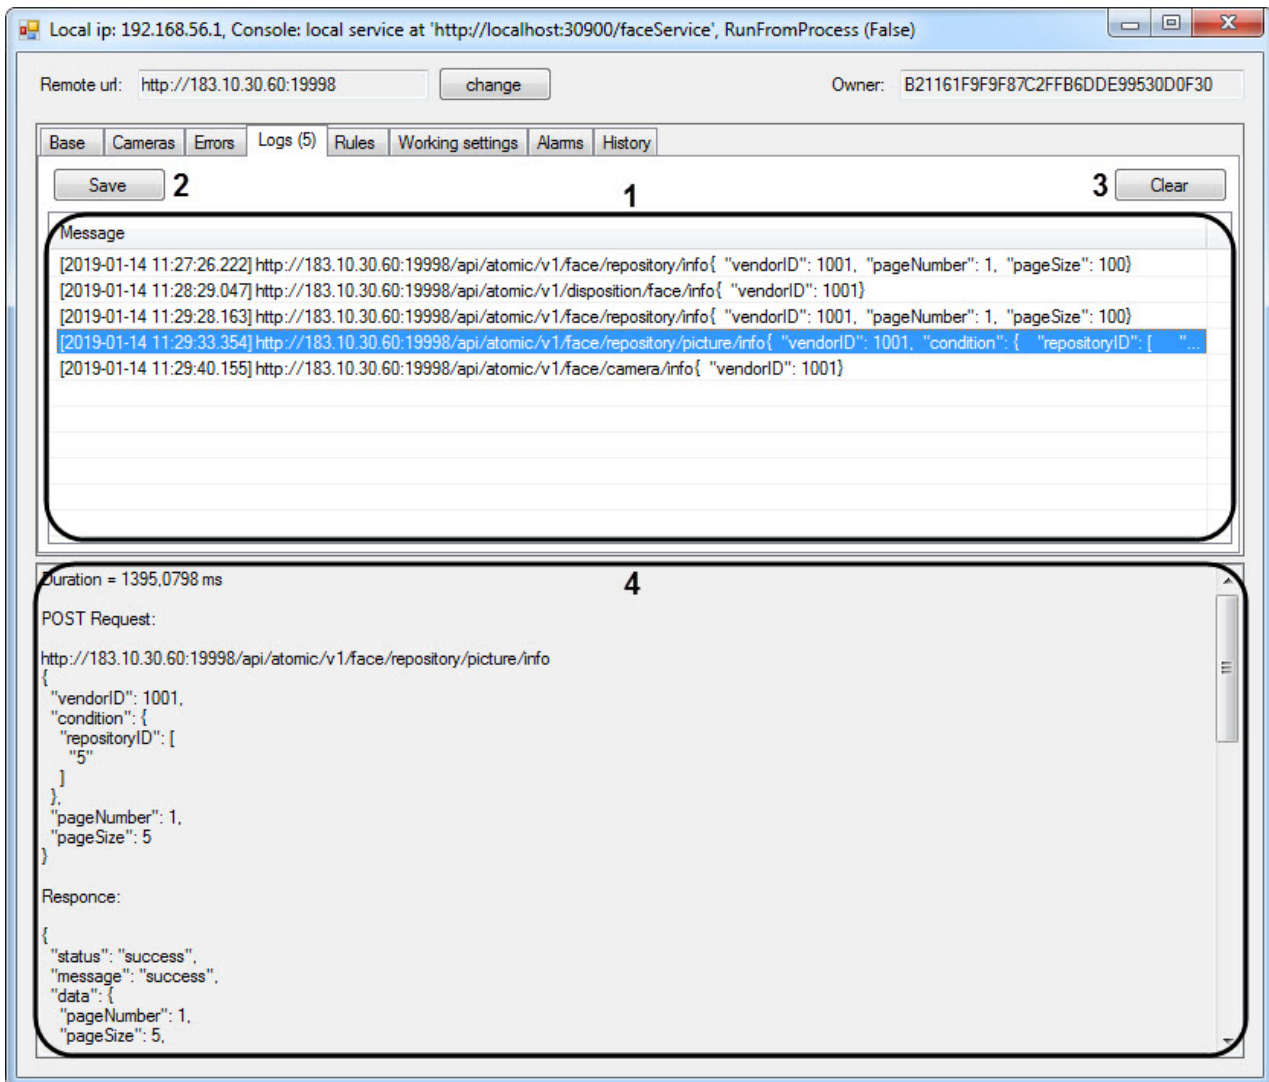 Local ip: 192.168.56.1, Console: local service at 'http://localhost:30900/faceService', RunFromProcess (False)
Remote url: http://183.10.30.60:19998 change Owner: B21161F9F9F87C2FFB6DDE99530D0F30
Base Cameras Errors Logs (5) Rules Working settings Alarms History
Save 2 1 3 Clear
Message
[2019-01-14 11:27:26.222] http://183.10.30.60:19998/api/atomic/v1/face/repository/info{ "vendorID": 1001, "pageNumber": 1, "pageSize": 100}
[2019-01-14 11:28:29.047] http://183.10.30.60:19998/api/atomic/v1/disposition/face/info{ "vendorID": 1001}
[2019-01-14 11:29:28.163] http://183.10.30.60:19998/api/atomic/v1/face/repository/info{ "vendorID": 1001, "pageNumber": 1, "pageSize": 100}
[2019-01-14 11:29:33.354] http://183.10.30.60:19998/api/atomic/v1/face/repository/picture/info{ "vendorID": 1001, "condition": { "repositoryID": [ "...
[2019-01-14 11:29:40.155] http://183.10.30.60:19998/api/atomic/v1/face/camera/info{ "vendorID": 1001}
Duration = 1395,0798 ms 4
POST Request:
http://183.10.30.60:19998/api/atomic/v1/face/repository/picture/info
{
"vendorID": 1001,
"condition": {
"repositoryID": [
"5"
]
},
"pageNumber": 1,
"pageSize": 5
}
Responce:
{
"status": "success",
"message": "success",
"data": {
"pageNumber": 1,
"pageSize": 5,